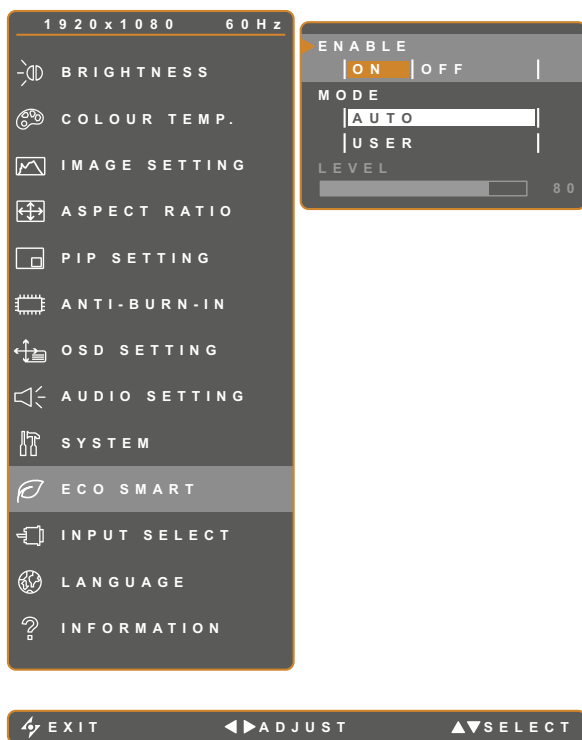 1920x1080 60Hz
BRIGHTNESS
COLOUR TEMP.
IMAGE SETTING
ASPECT RATIO
PIP SETTING
ANTI-BURN-IN
OSD SETTING
AUDIO SETTING
SYSTEM
ECO SMART
INPUT SELECT
LANGUAGE
INFORMATION
ENABLE
ON OFF
MODE
AUTO
USER
LEVEL
80
EXIT ADJUST SELECT